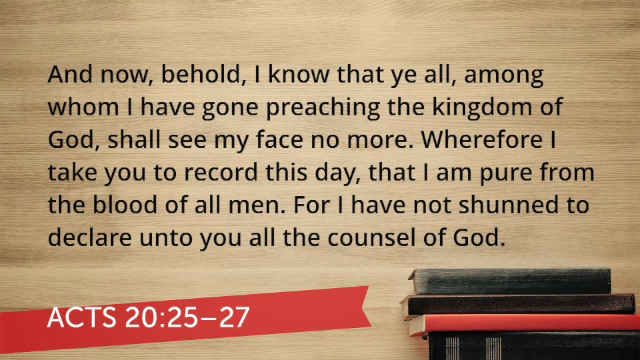 And now, behold, I know that ye all, among
whom I have gone preaching the kingdom of
God, shall see my face no more. Wherefore I
take you to record this day, that I am pure from
the blood of all men. For I have not shunned to
declare unto you all the counsel of God.
ACTS 20:25–27